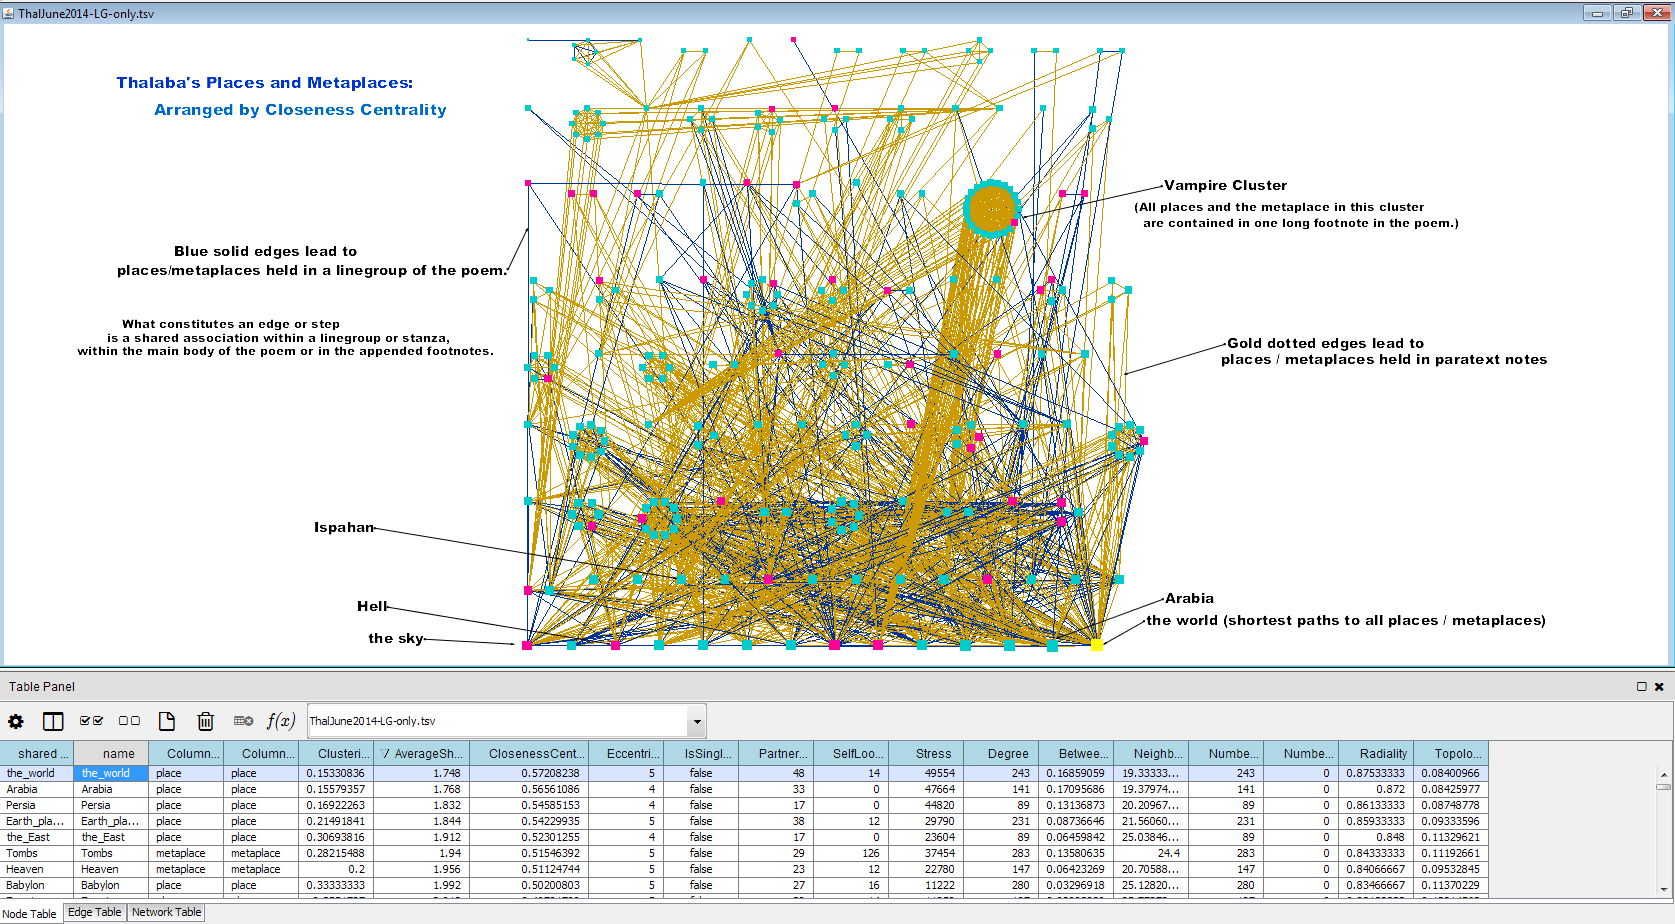 ThalJune2014-LG-only.tsv
Thalaba's Places and Metaplaces:
Arranged by Closeness Centrality
Vampire Cluster
(All places and the metaplace in this cluster
are contained in one long footnote in the poem.)
Blue solid edges lead to
places/metaplaces held in a linegroup of the poem.
What constitutes an edge or step
is a shared association within a linegroup or stanza,
within the main body of the poem or in the appended footnotes.
Gold dotted edges lead to
places / metaplaces held in paratext notes
Ispahan
Hell
the sky
Arabia
the world (shortest paths to all places / metaplaces)
Table Panel
f(x) ThalJune2014-LG-only.tsv
shared ... name Column... Column... Clusteri... AverageSh... ClosenessCent... Eccentri... IsSingl... Partner... SelfLoo... Stress Degree Betwee... Neighb... Numbe... Numbe... Radiality Topolo...
the_world the_world place place 0.15330836 1.748 0.57208238 5 false 48 14 49554 243 0.16859059 19.33333... 243 0 0.87533333 0.08400966
Arabia Arabia place place 0.15579357 1.768 0.56561086 4 false 33 0 47664 141 0.17095686 19.37974... 141 0 0.872 0.08425977
Persia Persia place place 0.16922263 1.832 0.54585153 4 false 17 0 44820 89 0.13136873 20.20967... 89 0 0.86133333 0.08748778
Earth_pla... Earth_pla... place place 0.21491841 1.844 0.54229935 5 false 38 12 29790 231 0.08736646 21.56060... 231 0 0.85933333 0.09333596
the_East the_East place place 0.30693816 1.912 0.52301255 4 false 17 0 23604 89 0.06459842 25.03846... 89 0 0.848 0.11329621
Tombs Tombs metaplace metaplace 0.28215488 1.94 0.51546392 5 false 29 126 37454 283 0.13580635 24.4 283 0 0.84333333 0.11192661
Heaven Heaven metaplace metaplace 0.2 1.956 0.51124744 5 false 23 12 22780 147 0.06423269 20.70588... 147 0 0.84066667 0.09532845
Babylon Babylon place place 0.33333333 1.992 0.50200803 5 false 27 16 11222 280 0.03296918 25.12820... 280 0 0.83466667 0.11370229
Node Table Edge Table Network Table